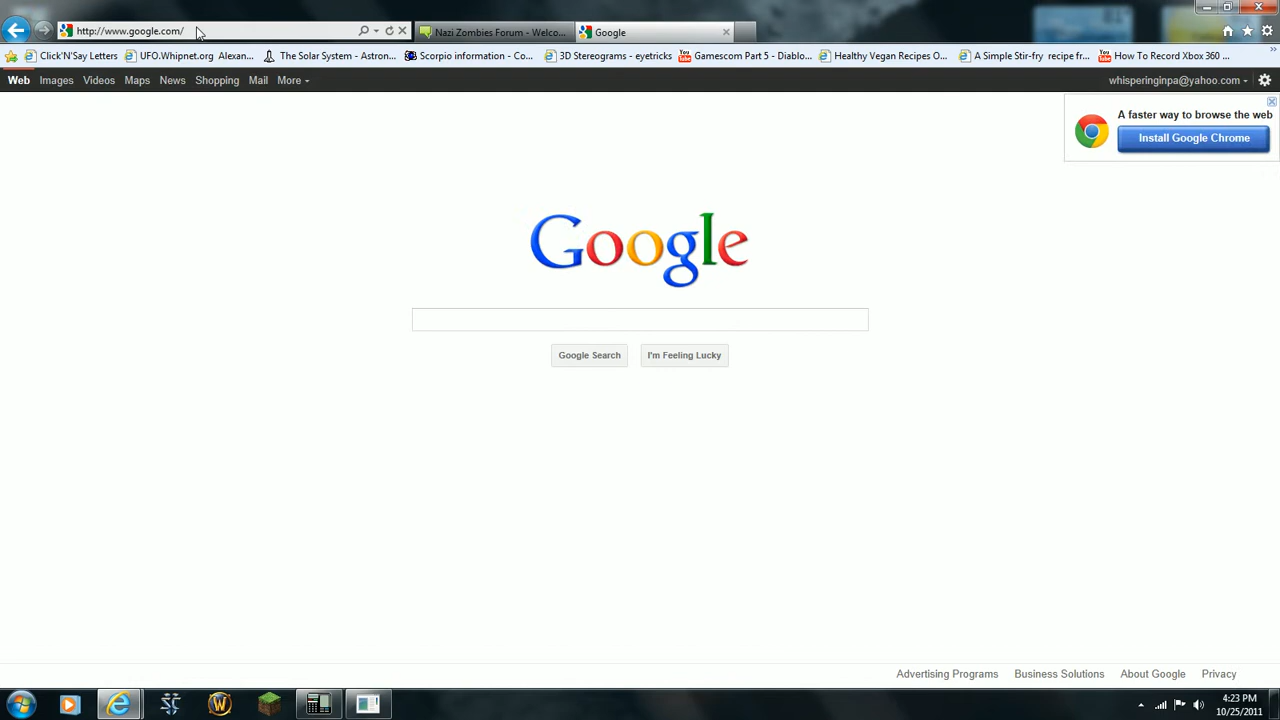 http://www.google.com/
Nazi Zombies Forum - Welco...
Google
Click'N'Say Letters
UFO.Whipnet.org Alexan...
The Solar System - Astron...
Scorpio information - Co...
3D Stereograms - eyetricks
Gamescom Part 5 - Diablo...
Healthy Vegan Recipes O...
A Simple Stir-fry recipe fr...
How To Record Xbox 360 ...
Web Images Videos Maps News Shopping Mail More
whisperinginpa@yahoo.com
A faster way to browse the web
Install Google Chrome
Google
Google Search
I'm Feeling Lucky
Advertising Programs
Business Solutions
About Google
Privacy
4:23 PM
10/25/2011